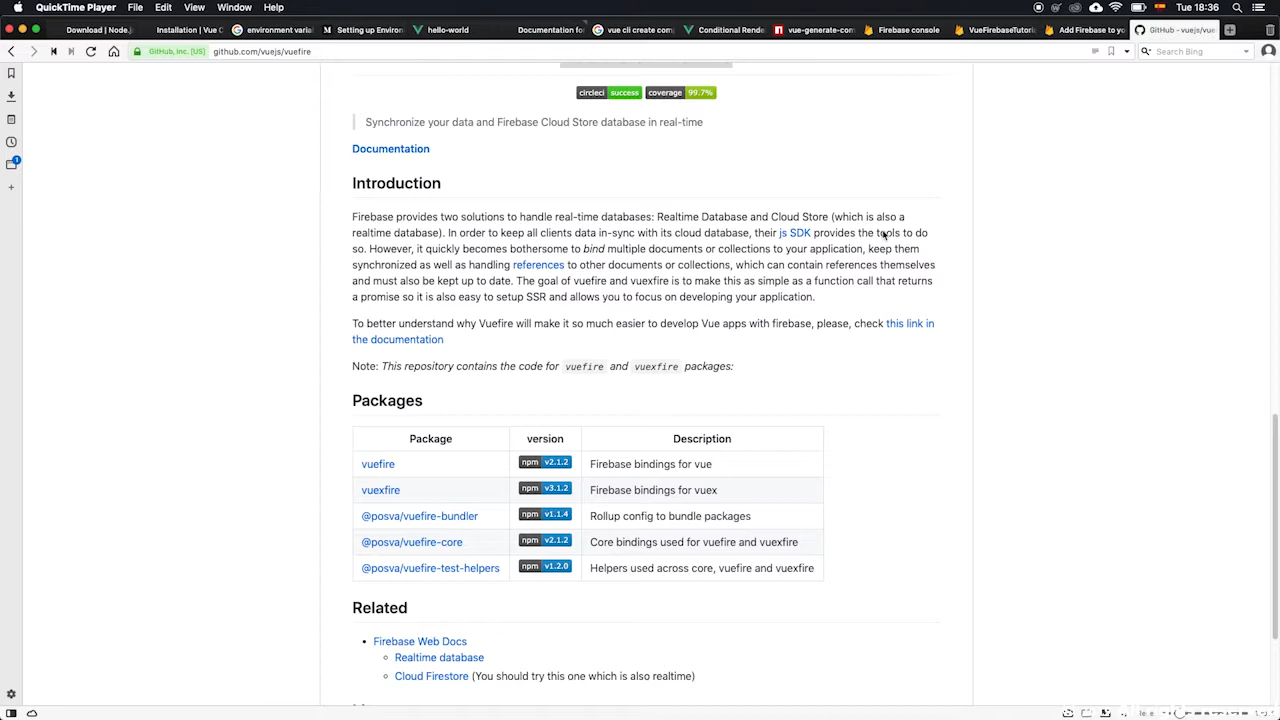 QuickTime Player File Edit View Window Help
Tue 18:36
Download | Node.j
Installation | Vue C
environment varia
Setting up Environ
hello-world
Documentation for
vue cli create com
Conditional Rende
vue-generate-com
Firebase console
VueFirebaseTutori
Add Firebase to yo
GitHub - vuejs/vue
GitHub, Inc. [US] github.com/vuejs/vuefire
Search Bing
circleci success coverage 99.7%
Synchronize your data and Firebase Cloud Store database in real-time
Documentation
Introduction
Firebase provides two solutions to handle real-time databases: Realtime Database and Cloud Store (which is also a
realtime database). In order to keep all clients data in-sync with its cloud database, their js SDK provides the tools to do
so. However, it quickly becomes bothersome to bind multiple documents or collections to your application, keep them
synchronized as well as handling references to other documents or collections, which can contain references themselves
and must also be kept up to date. The goal of vuefire and vuexfire is to make this as simple as a function call that returns
a promise so it is also easy to setup SSR and allows you to focus on developing your application.
To better understand why Vuefire will make it so much easier to develop Vue apps with firebase, please, check this link in
the documentation
Note: This repository contains the code for vuefire and vuexfire packages:
Packages
Package version Description
vuefire npm v2.1.2 Firebase bindings for vue
vuexfire npm v3.1.2 Firebase bindings for vuex
@posva/vuefire-bundler npm v1.1.4 Rollup config to bundle packages
@posva/vuefire-core npm v2.1.2 Core bindings used for vuefire and vuexfire
@posva/vuefire-test-helpers npm v1.2.0 Helpers used across core, vuefire and vuexfire
Related
• Firebase Web Docs
◦ Realtime database
◦ Cloud Firestore (You should try this one which is also realtime)